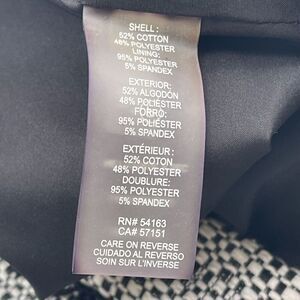 SHELL:
52% COTTON
48% POLYESTER
LINING:
95% POLYESTER
5% SPANDEX
EXTERIOR:
52% ALGODÓN
48% POLIÉSTER
FORRO:
95% POLIÉSTER
5% SPANDEX
EXTÉRIEUR:
52% COTON
48% POLYESTER
DOUBLURE:
95% POLYESTER
5% SPANDEX
RN# 54163
CA# 57151
CARE ON REVERSE
CUIDADO AL REVERSO
SOIN SUR L'INVERSE